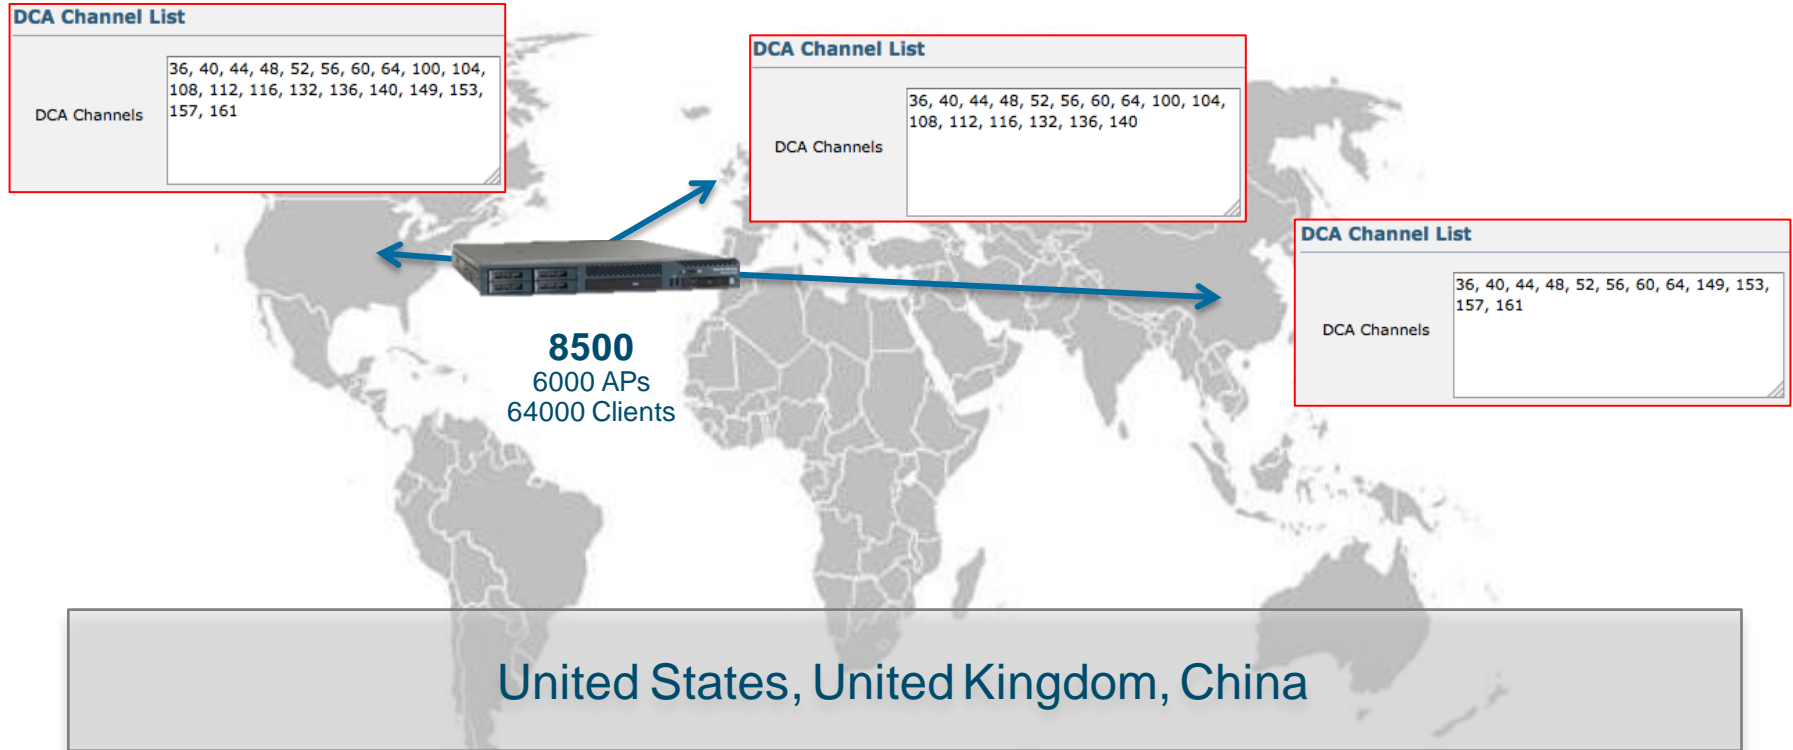 DCA Channel List
DCA Channels
36, 40, 44, 48, 52, 56, 60, 64, 100, 104,
108, 112, 116, 132, 136, 140, 149, 153,
157, 161
DCA Channel List
DCA Channels
36, 40, 44, 48, 52, 56, 60, 64, 100, 104,
108, 112, 116, 132, 136, 140
DCA Channel List
DCA Channels
36, 40, 44, 48, 52, 56, 60, 64, 149, 153,
157, 161
8500
6000 APs
64000 Clients
United States, United Kingdom, China